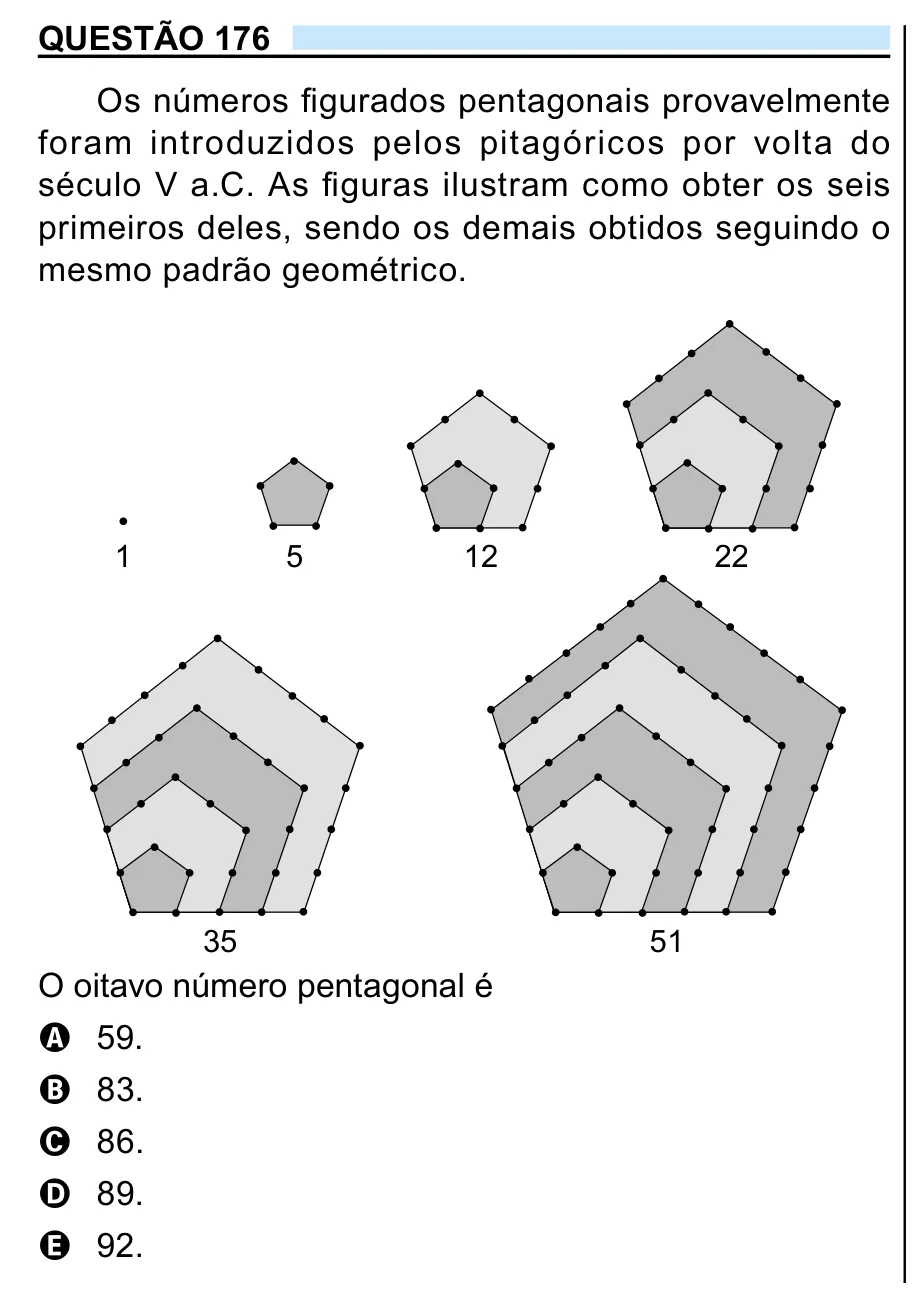 QUESTÃO 176
Os números figurados pentagonais provavelmente
foram introduzidos pelos pitagóricos por volta do
século V a.C. As figuras ilustram como obter os seis
primeiros deles, sendo os demais obtidos seguindo o
mesmo padrão geométrico.
1 5 12 22
35 51
O oitavo número pentagonal é
A 59.
B 83.
C 86.
D 89.
E 92.